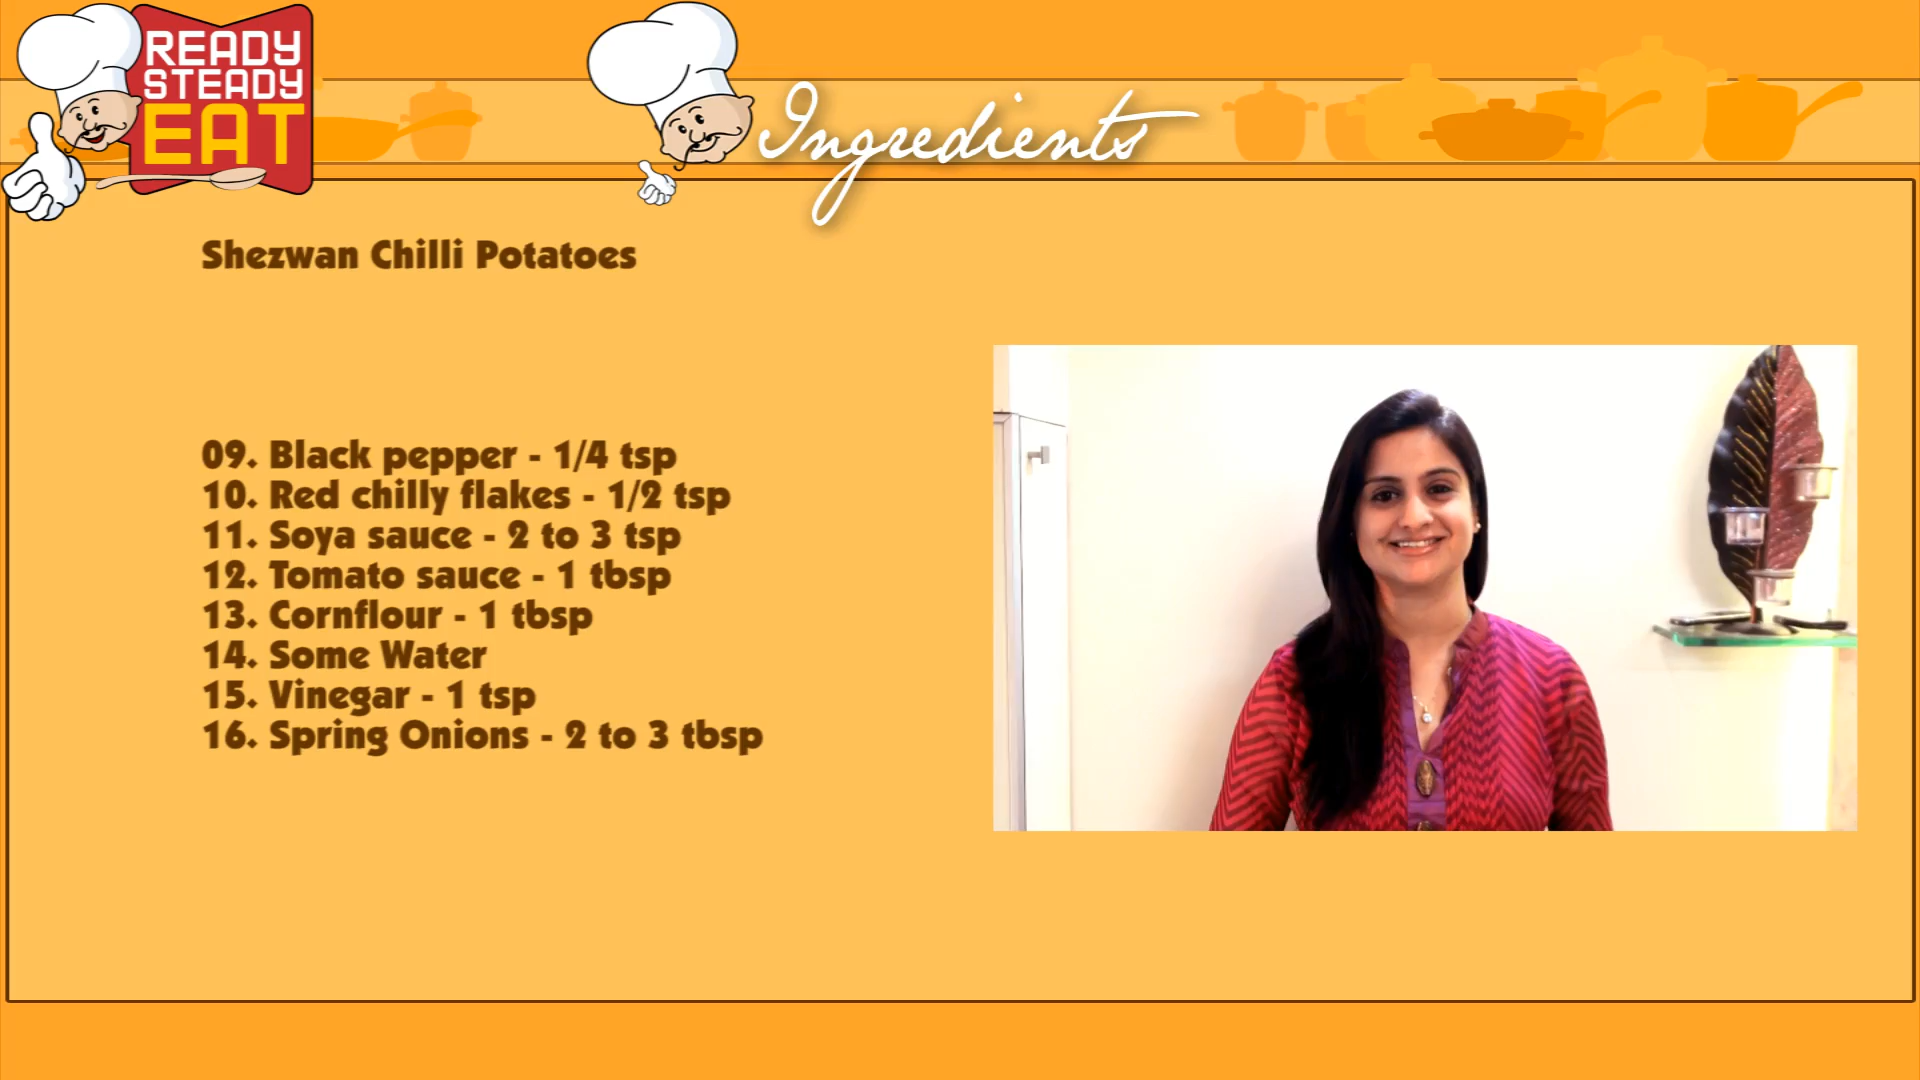 READY
STEADY
EAT
Ingredients
Shezwan Chilli Potatoes
09. Black pepper - 1/4 tsp
10. Red chilly flakes - 1/2 tsp
11. Soya sauce - 2 to 3 tsp
12. Tomato sauce - 1 tbsp
13. Cornflour - 1 tbsp
14. Some Water
15. Vinegar - 1 tsp
16. Spring Onions - 2 to 3 tbsp